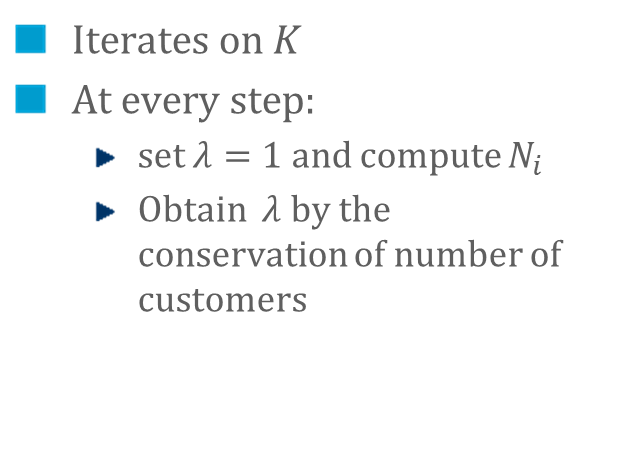 Iterates on K
At every step:
set λ = 1 and compute Nᵢ
Obtain λ by the
conservation of number of
customers